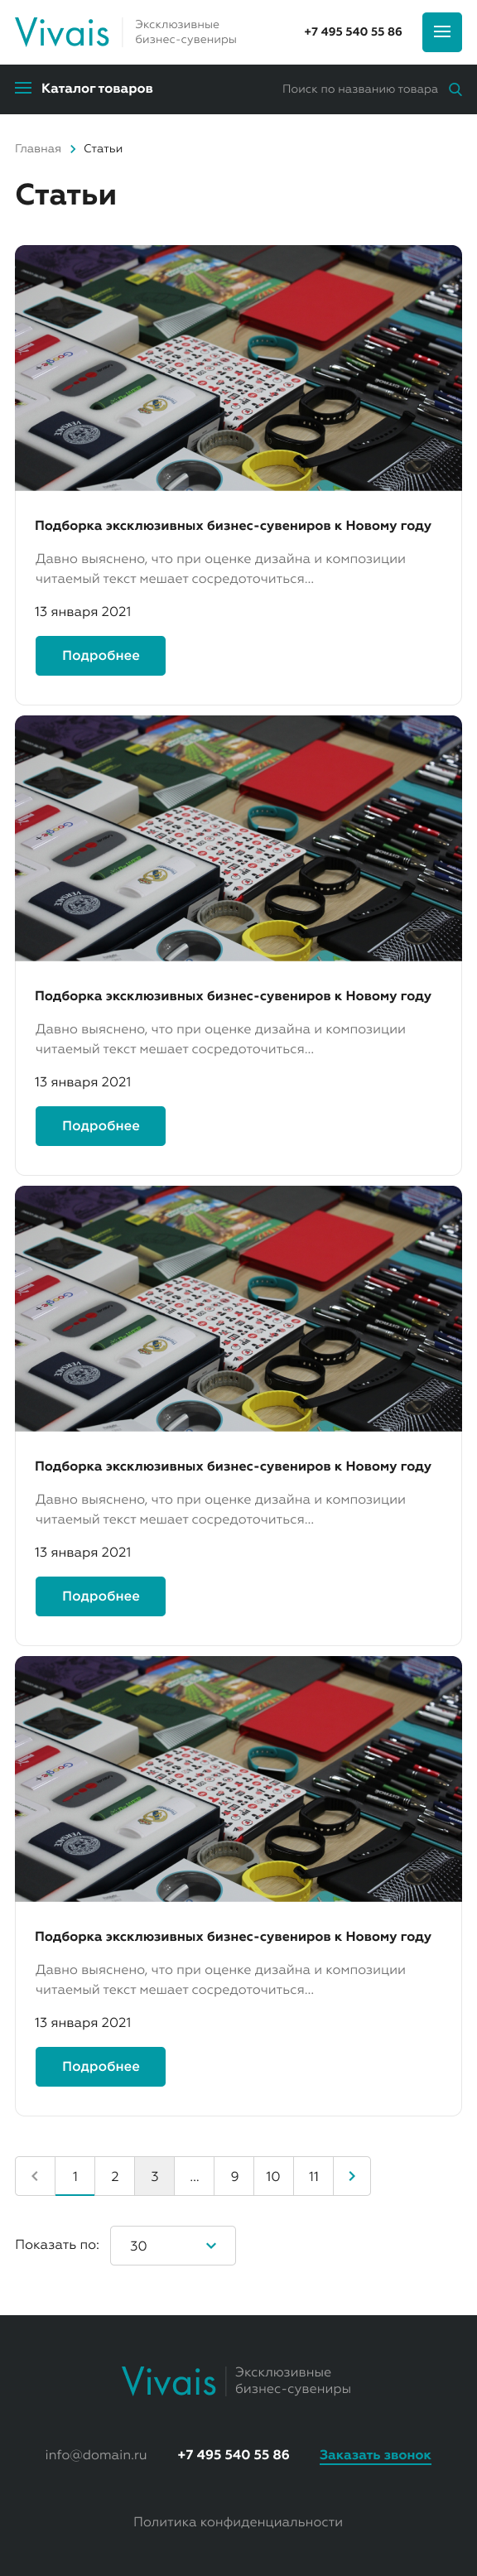 Vivais
Эксклюзивные
бизнес-сувениры
+7 495 540 55 86
Каталог товаров
Поиск по названию товара
Главная
Статьи
Статьи
Подборка эксклюзивных бизнес-сувениров к Новому году
Давно выяснено, что при оценке дизайна и композиции
читаемый текст мешает сосредоточиться...
13 января 2021
Подробнее
Подборка эксклюзивных бизнес-сувениров к Новому году
Давно выяснено, что при оценке дизайна и композиции
читаемый текст мешает сосредоточиться...
13 января 2021
Подробнее
Подборка эксклюзивных бизнес-сувениров к Новому году
Давно выяснено, что при оценке дизайна и композиции
читаемый текст мешает сосредоточиться...
13 января 2021
Подробнее
Подборка эксклюзивных бизнес-сувениров к Новому году
Давно выяснено, что при оценке дизайна и композиции
читаемый текст мешает сосредоточиться...
13 января 2021
Подробнее
1 2 3 ... 9 10 11
Показать по: 30
Vivais
Эксклюзивные
бизнес-сувениры
info@domain.ru +7 495 540 55 86 Заказать звонок
Политика конфиденциальности